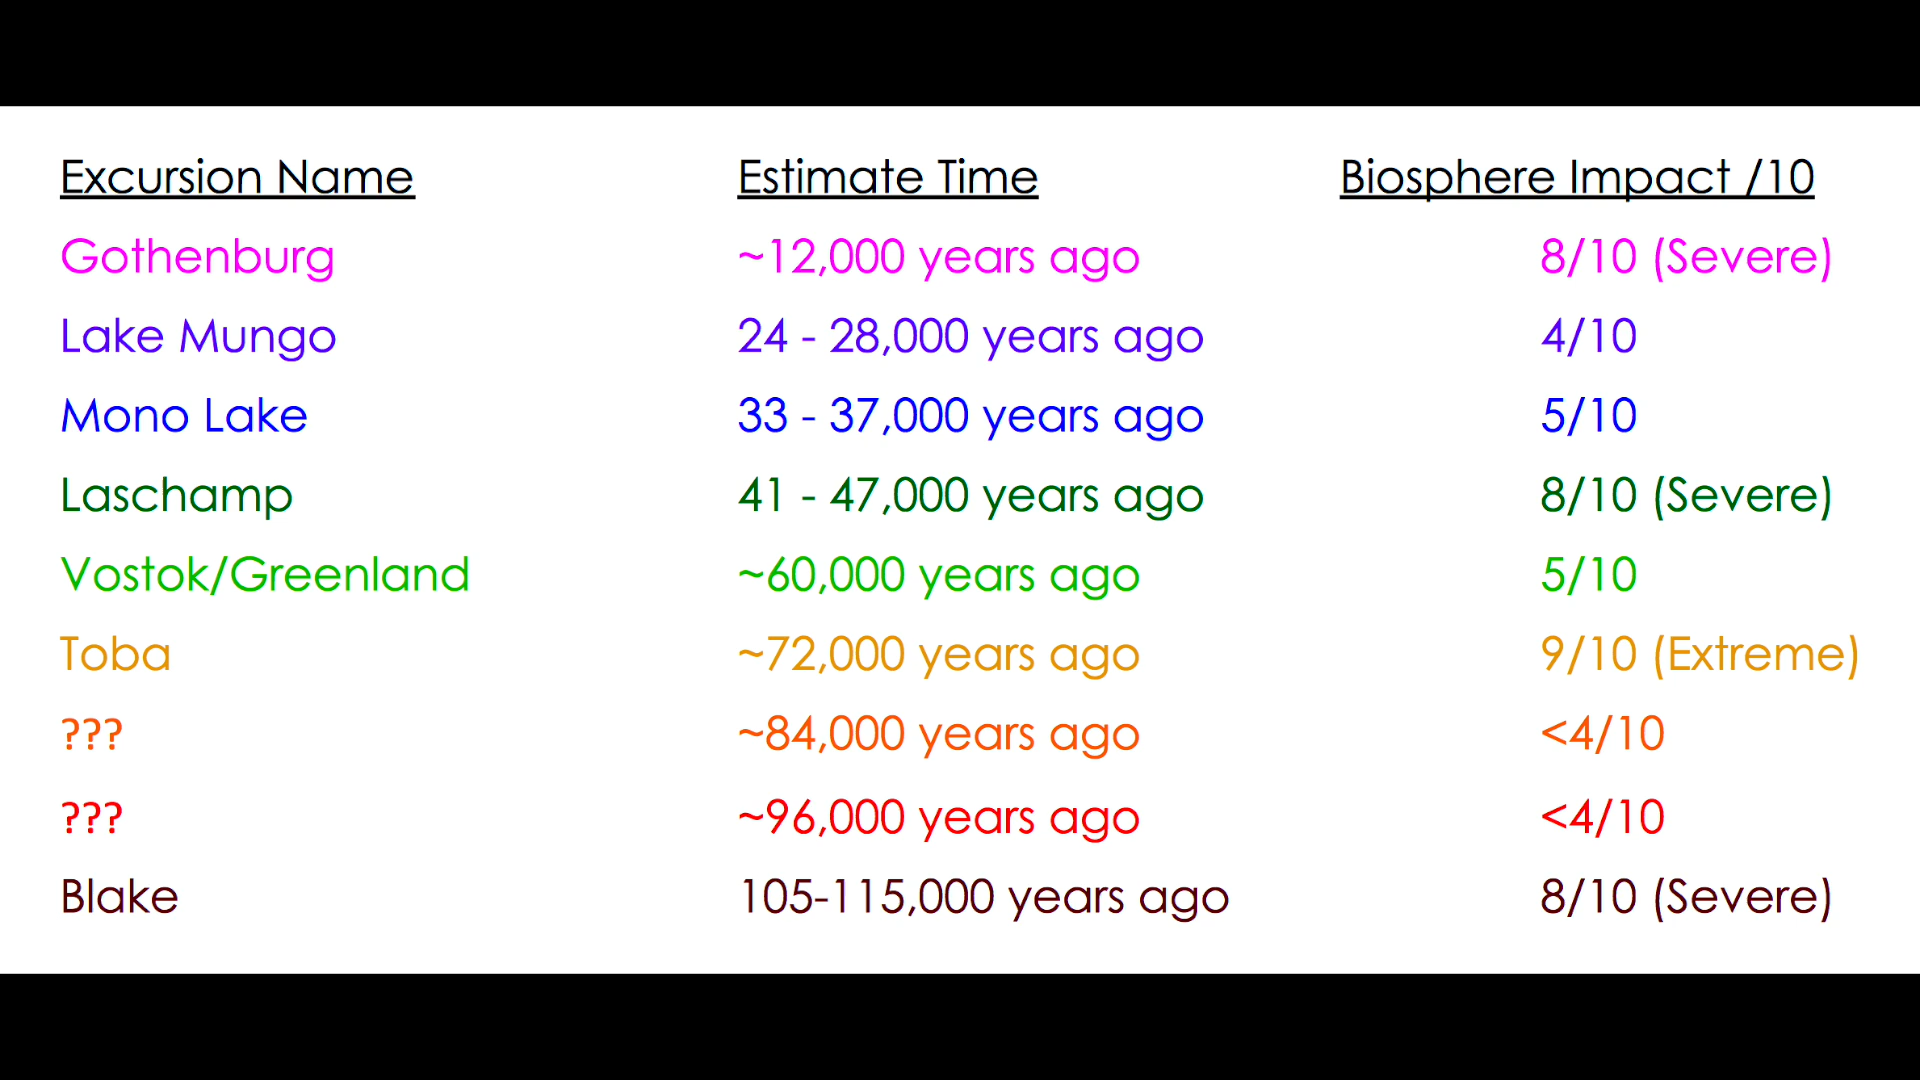 Excursion Name Estimate Time Biosphere Impact /10
Gothenburg ~12,000 years ago 8/10 (Severe)
Lake Mungo 24 - 28,000 years ago 4/10
Mono Lake 33 - 37,000 years ago 5/10
Laschamp 41 - 47,000 years ago 8/10 (Severe)
Vostok/Greenland ~60,000 years ago 5/10
Toba ~72,000 years ago 9/10 (Extreme)
??? ~84,000 years ago <4/10
??? ~96,000 years ago <4/10
Blake 105-115,000 years ago 8/10 (Severe)